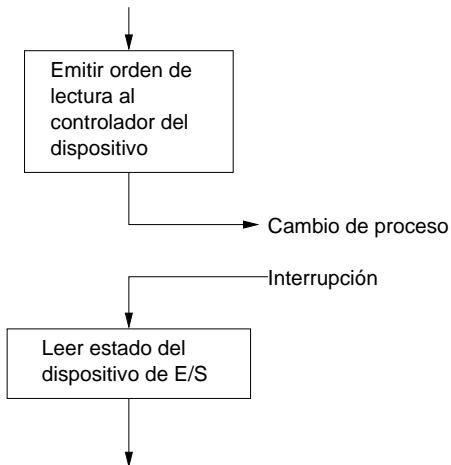 Emitir orden de
lectura al
controlador del
dispositivo
Cambio de proceso
Interrupción
Leer estado del
dispositivo de E/S